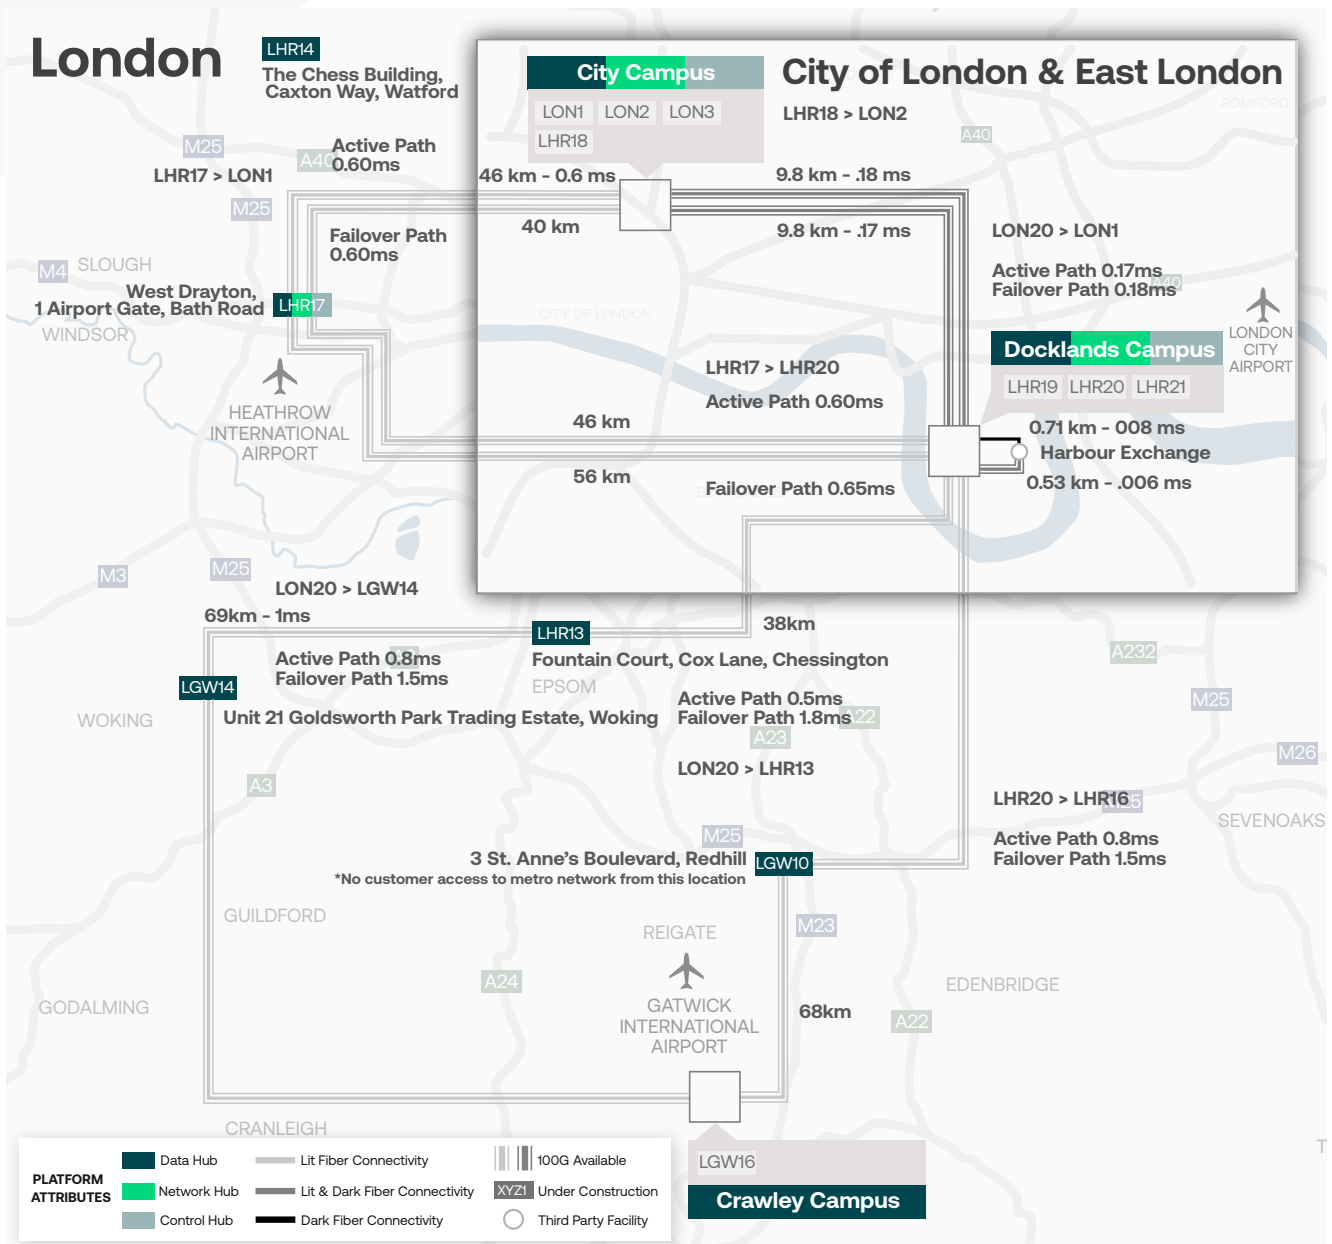 London
LHR14
The Chess Building,
Caxton Way, Watford
City Campus
LON1 LON2 LON3
LHR18
City of London & East London
LHR18 > LON2
ROMFORD
A40
M25
A40
Active Path
0.60ms
LHR17 > LON1
M25
46 km - 0.6 ms
9.8 km - .18 ms
40 km
9.8 km - .17 ms
Failover Path
0.60ms
LON20 > LON1
Active Path 0.17ms
Failover Path 0.18ms
A40
M4
SLOUGH
West Drayton,
1 Airport Gate, Bath Road
LHR17
WINDSOR
CITY OF LONDON
LONDON
CITY
AIRPORT
Docklands Campus
LHR19 LHR20 LHR21
LHR17 > LHR20
Active Path 0.60ms
HEATHROW
INTERNATIONAL
AIRPORT
46 km
0.71 km - 008 ms
Harbour Exchange
0.53 km - .006 ms
56 km
Failover Path 0.65ms
M3
M25
LON20 > LGW14
69km - 1ms
LHR13
38km
Active Path 0.8ms
Failover Path 1.5ms
Fountain Court, Cox Lane, Chessington
EPSOM
A232
LGW14
Unit 21 Goldsworth Park Trading Estate, Woking
WOKING
Active Path 0.5ms
Failover Path 1.8ms
A22
A23
M25
M26
LON20 > LHR13
A3
LHR20 > LHR16
M25
SEVENOAKS
Active Path 0.8ms
Failover Path 1.5ms
M25
3 St. Anne's Boulevard, Redhill
LGW10
*No customer access to metro network from this location
GUILDFORD
REIGATE
M23
A24
EDENBRIDGE
GODALMING
GATWICK
INTERNATIONAL
AIRPORT
68km
A22
CRANLEIGH
T
LGW16
Crawley Campus
PLATFORM
ATTRIBUTES
Data Hub
Lit Fiber Connectivity
100G Available
Network Hub
Lit & Dark Fiber Connectivity
XYZ1
Under Construction
Control Hub
Dark Fiber Connectivity
Third Party Facility